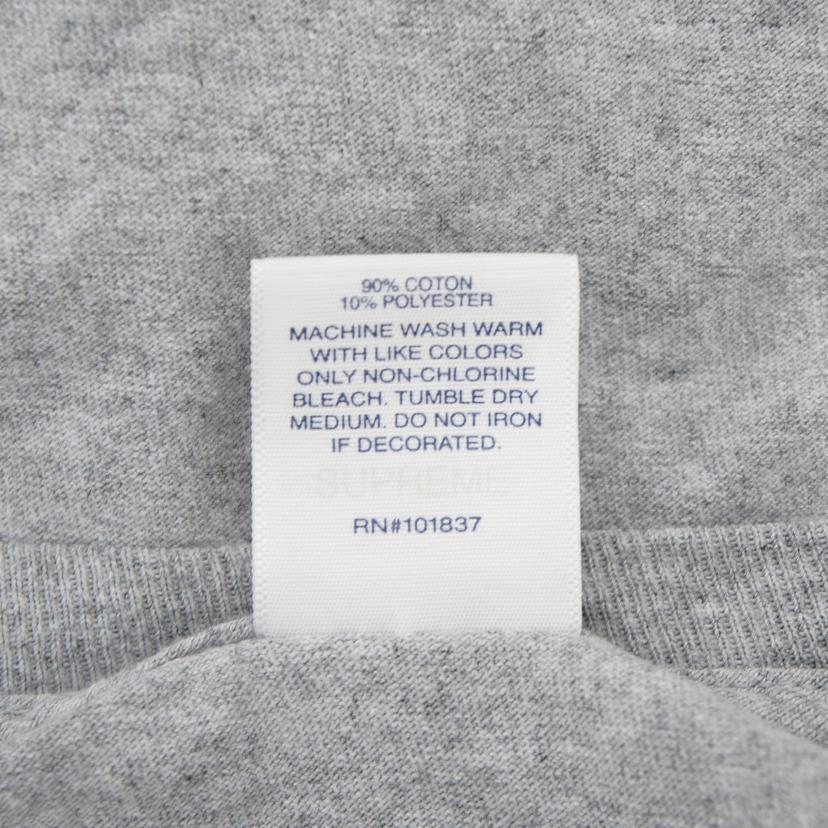 90% COTON
10% POLYESTER
MACHINE WASH WARM
WITH LIKE COLORS
ONLY NON-CHLORINE
BLEACH. TUMBLE DRY
MEDIUM. DO NOT IRON
IF DECORATED.
SUPREME
RN#101837